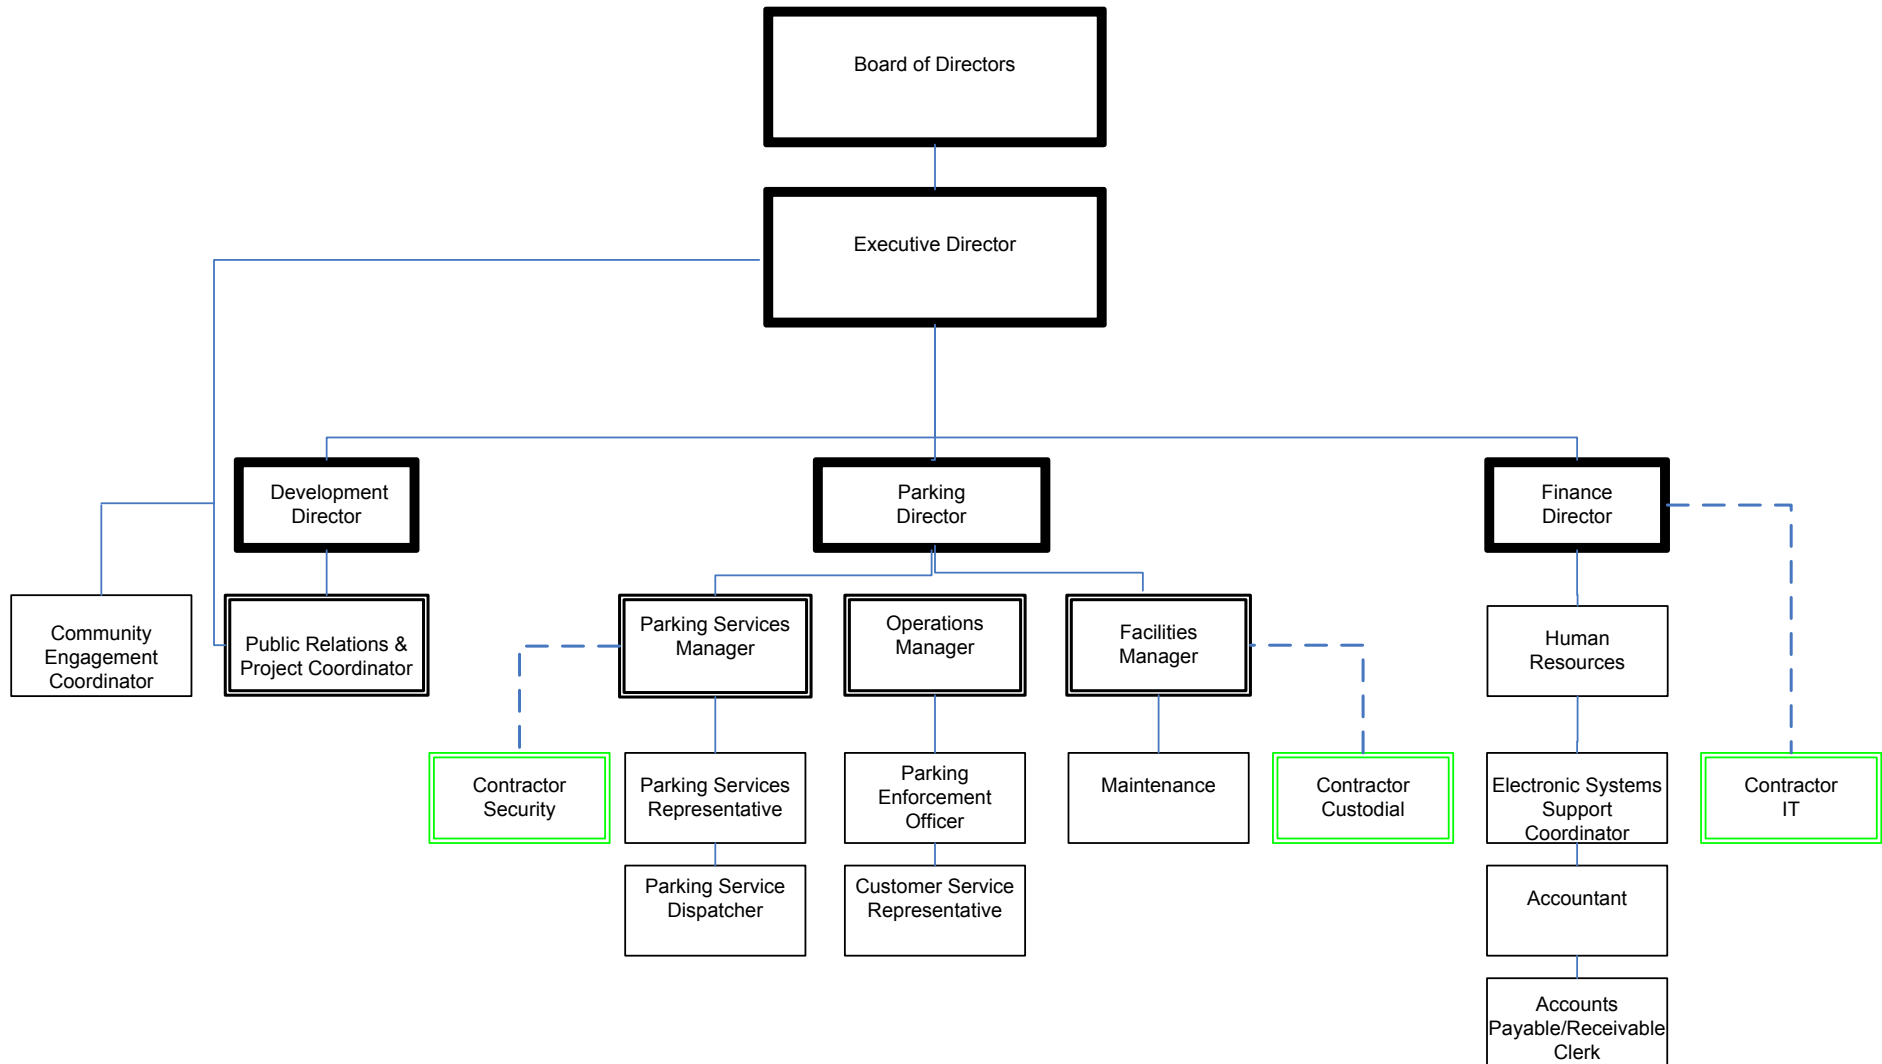 Board of Directors
Executive Director
Development
Director
Parking
Director
Finance
Director
Community
Engagement
Coordinator
Public Relations &
Project Coordinator
Parking Services
Manager
Operations
Manager
Facilities
Manager
Human
Resources
Contractor
Security
Parking Services
Representative
Parking
Enforcement
Officer
Maintenance
Contractor
Custodial
Electronic Systems
Support
Coordinator
Contractor
IT
Parking Service
Dispatcher
Customer Service
Representative
Accountant
Accounts
Payable/Receivable
Clerk